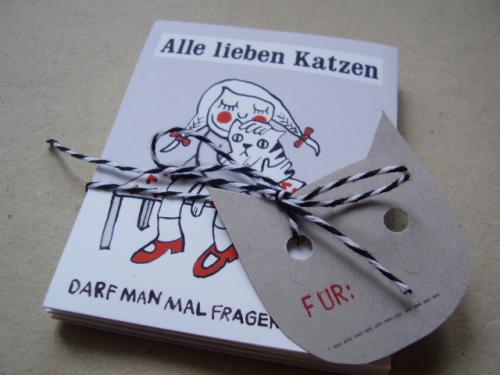 Alle lieben Katzen
DARF MAN MAL FRAGEN
FÜR: